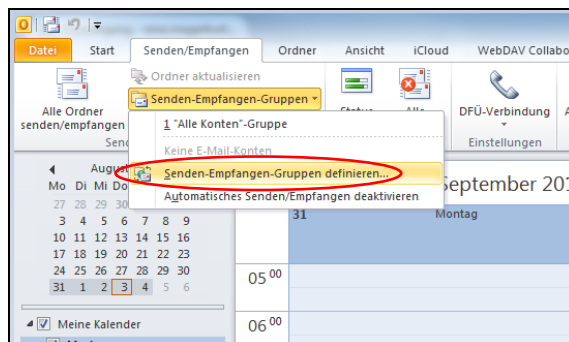 Datei Start Senden/Empfangen Ordner Ansicht iCloud WebDAV
Ordner aktualisieren
Senden-Empfangen-Gruppen
Alle Ordner
senden/empfangen
DFÜ-Verbindung
Einstellungen
1 "Alle Konten"-Gruppe
Keine E-Mail-Konten
Senden-Empfangen-Gruppen definieren...
Automatisches Senden/Empfangen deaktivieren
August
Mo Di Mi Do
27 28 29 30
3 4 5 6 7 8 9
10 11 12 13 14 15 16
17 18 19 20 21 22 23
24 25 26 27 28 29 30
31 1 2 3 4 5 6
31 Montag
05 00
06 00
Meine Kalender